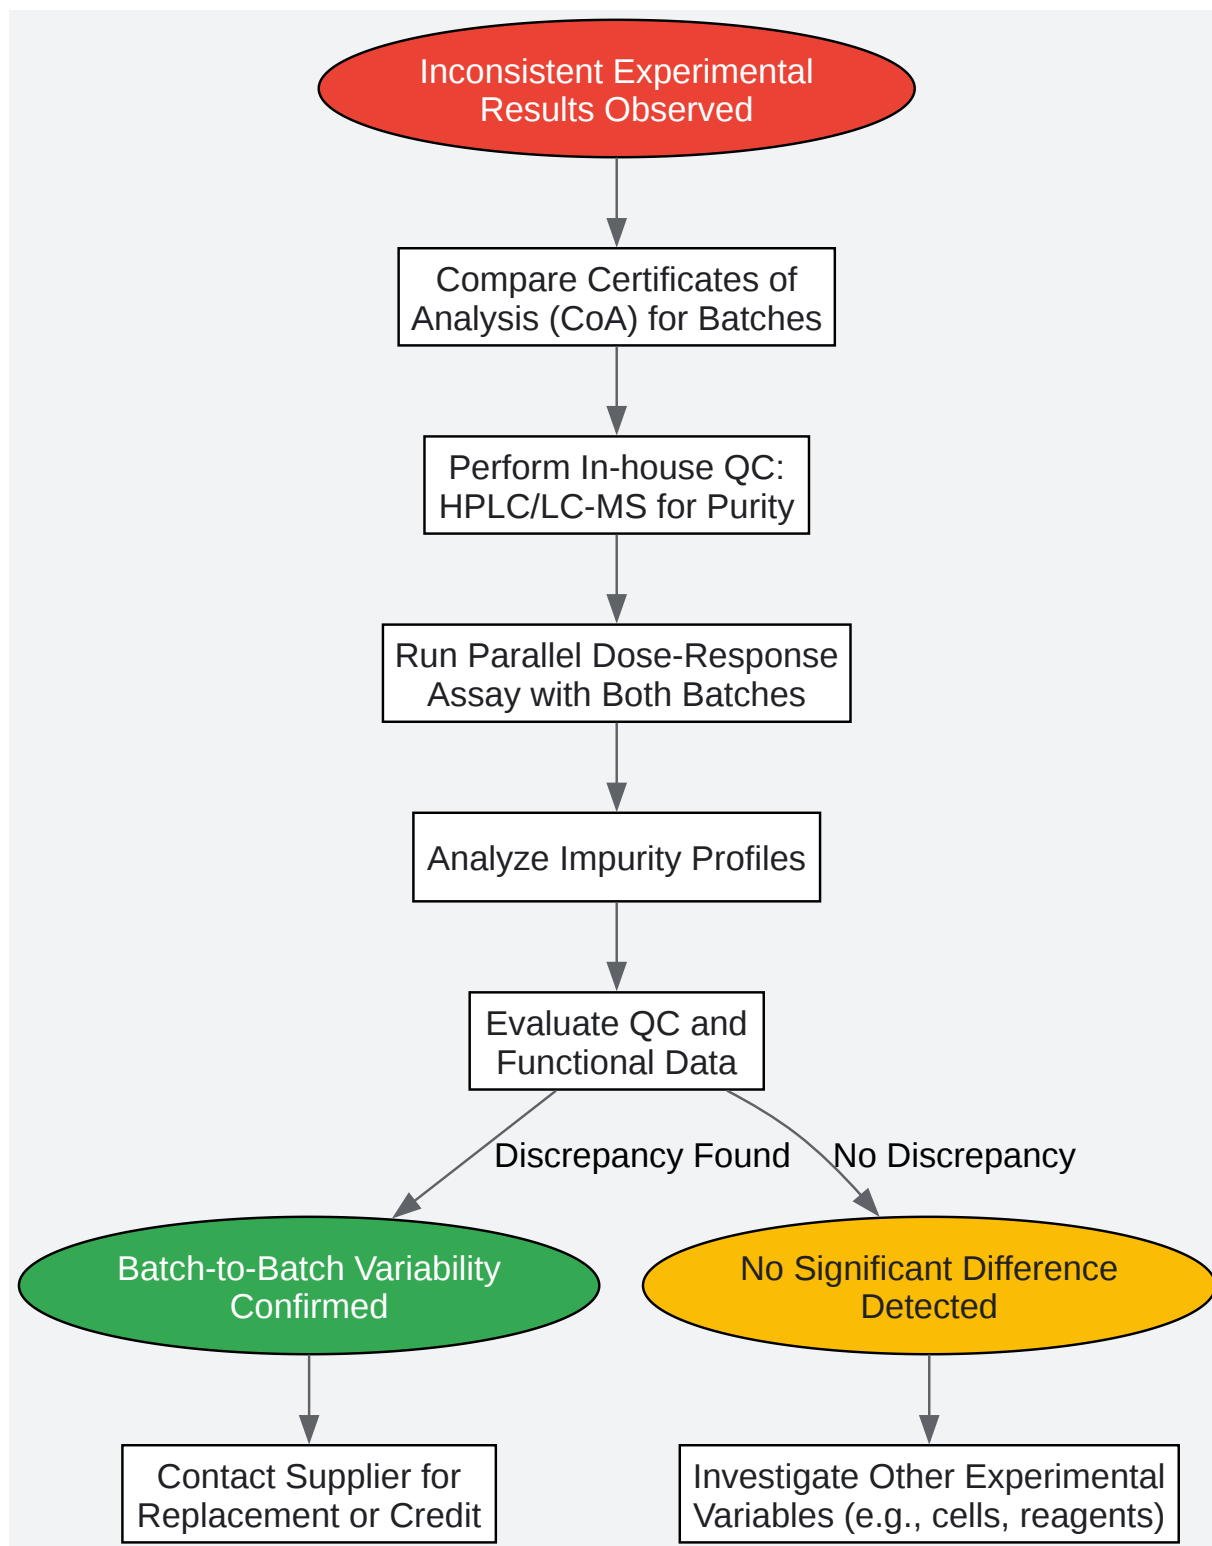 Inconsistent Experimental
Results Observed
Compare Certificates of
Analysis (CoA) for Batches
Perform In-house QC:
HPLC/LC-MS for Purity
Run Parallel Dose-Response
Assay with Both Batches
Analyze Impurity Profiles
Evaluate QC and
Functional Data
Discrepancy Found
No Discrepancy
Batch-to-Batch Variability
Confirmed
No Significant Difference
Detected
Contact Supplier for
Replacement or Credit
Investigate Other Experimental
Variables (e.g., cells, reagents)